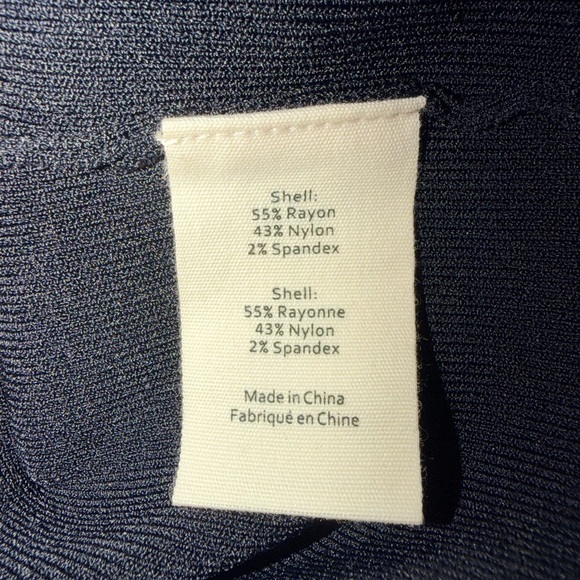 Shell:
55% Rayon
43% Nylon
2% Spandex
Shell:
55% Rayonne
43% Nylon
2% Spandex
Made in China
Fabriqué en Chine